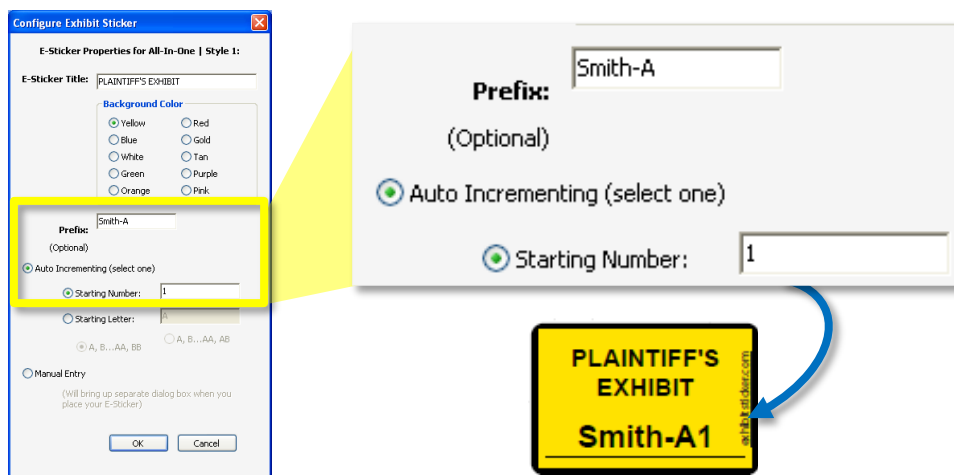 Configure Exhibit Sticker
E-Sticker Properties for All-In-One | Style 1:
E-Sticker Title: PLAINTIFF'S EXHIBIT
Background Color
Yellow Red
Blue Gold
White Tan
Green Purple
Orange Pink
Prefix: Smith-A
(Optional)
Auto Incrementing (select one)
Starting Number: 1
Starting Letter: A
A, B...AA, BB A, B...AA, AB
Manual Entry
(Will bring up separate dialog box when you
place your E-Sticker)
OK Cancel
Prefix: Smith-A
(Optional)
Auto Incrementing (select one)
Starting Number: 1
PLAINTIFF'S
EXHIBIT
Smith-A1
exhibitsticker.com